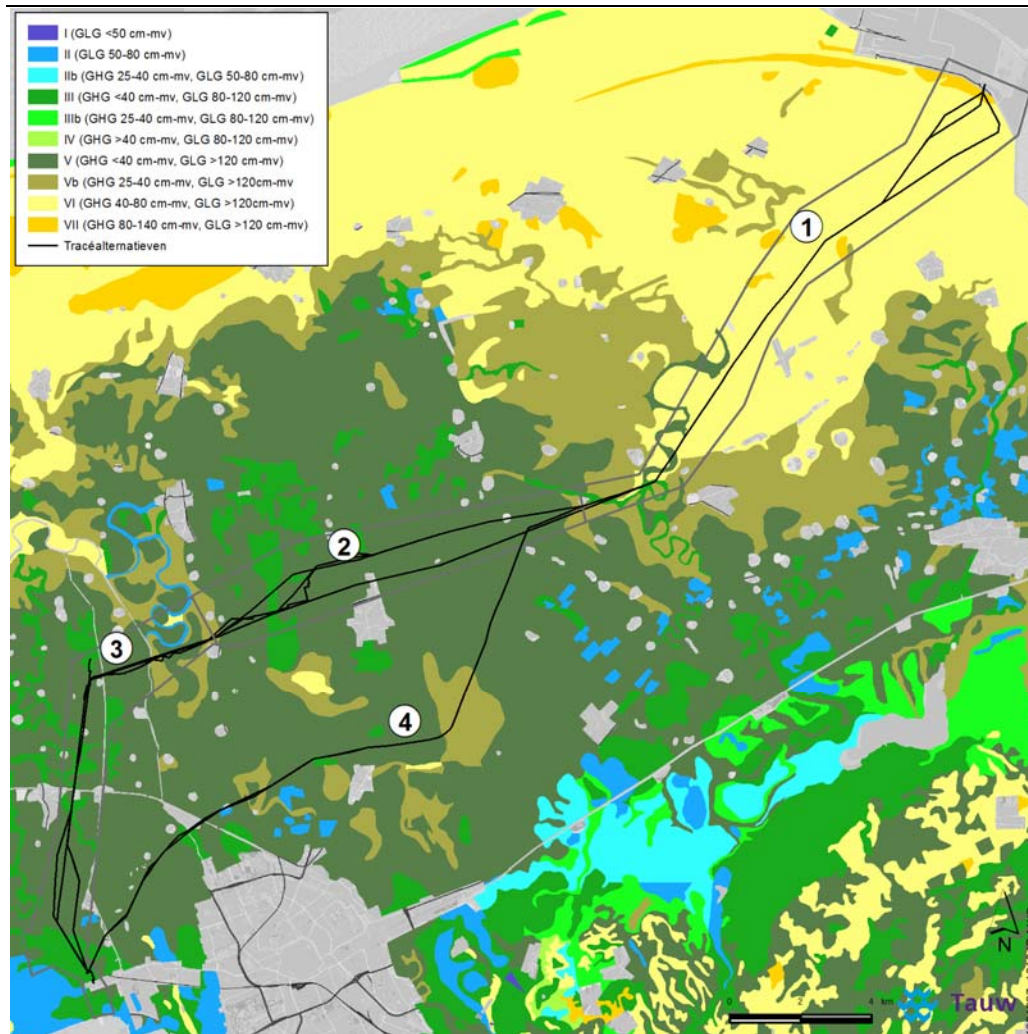 I (GLG <50 cm-mv)
II (GLG 50-80 cm-mv)
IIb (GHG 25-40 cm-mv, GLG 50-80 cm-mv)
III (GHG <40 cm-mv, GLG 80-120 cm-mv)
IIIb (GHG 25-40 cm-mv, GLG 80-120 cm-mv)
IV (GHG >40 cm-mv, GLG 80-120 cm-mv)
V (GHG <40 cm-mv, GLG >120 cm-mv)
Vb (GHG 25-40 cm-mv, GLG >120cm-mv
VI (GHG 40-80 cm-mv, GLG >120cm-mv)
VII (GHG 80-140 cm-mv, GLG >120 cm-mv)
Tracéalternatieven
1
2
3
4
N
0 2 4 km
Tauw